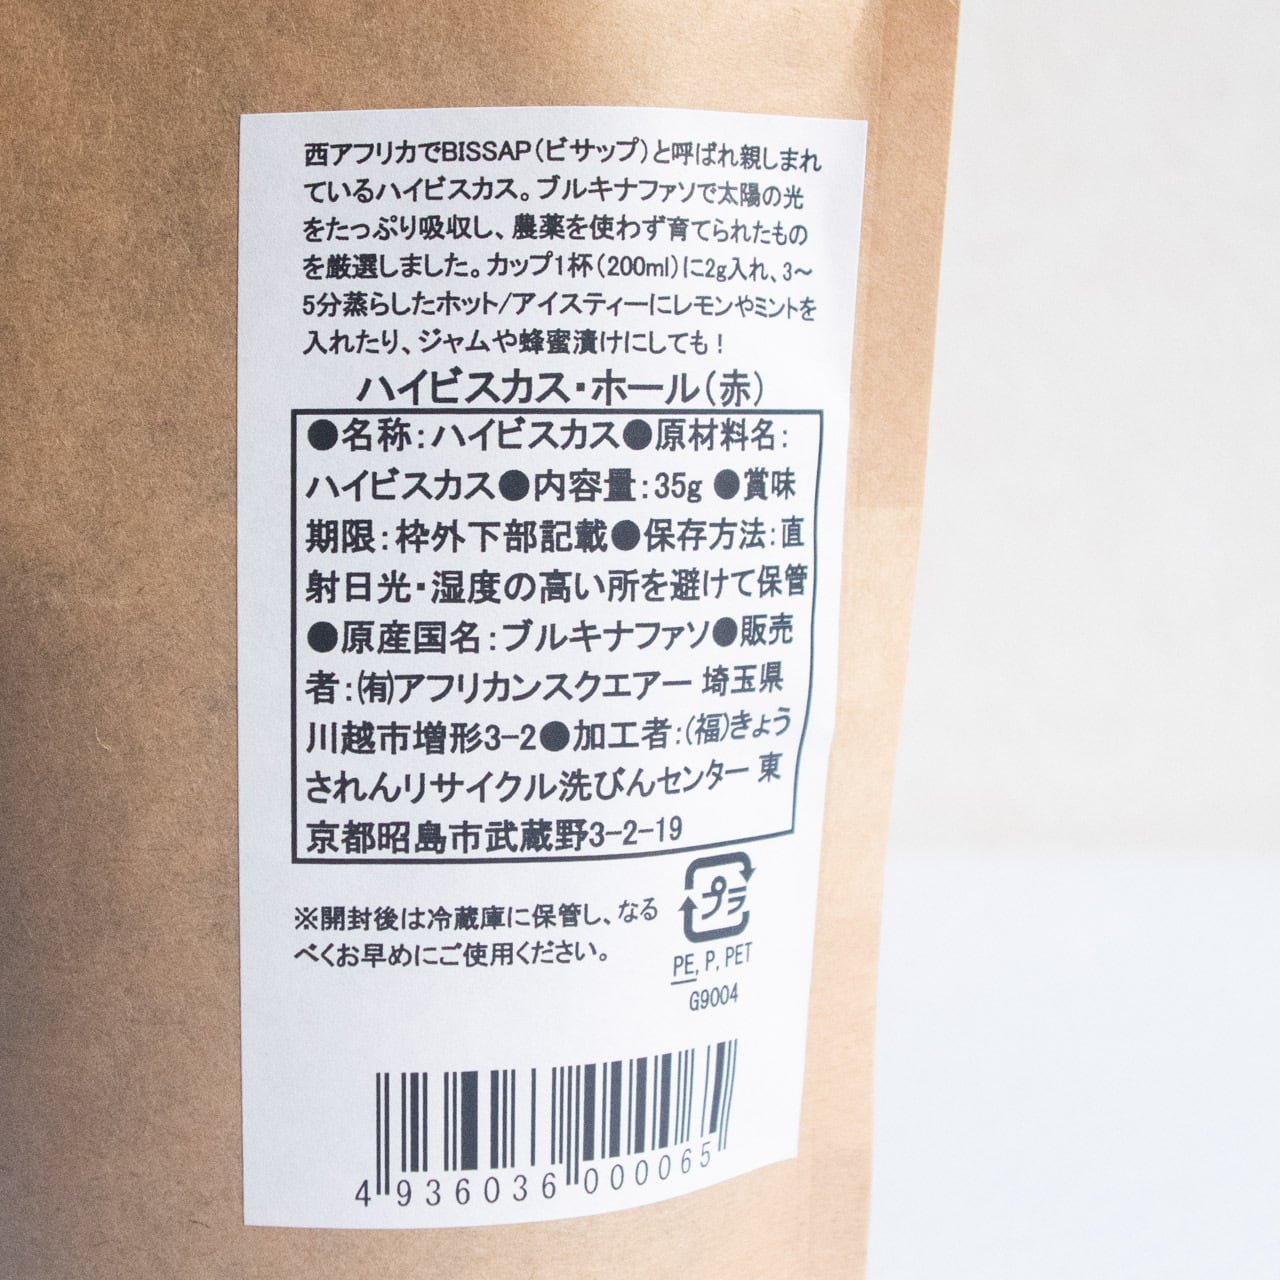 西アフリカでBISSAP(ビサップ)と呼ばれ親しまれ
ているハイビスカス。ブルキナファソで太陽の光
をたっぷり吸収し、農薬を使わず育てられたもの
を厳選しました。カップ1杯(200ml)に2g入れ、3～
5分蒸らしたホット/アイスティーにレモンやミントを
入れたり、ジャムや蜂蜜漬けにしても！
ハイビスカス・ホール(赤)
●名称：ハイビスカス●原材料名：
ハイビスカス●内容量：35g ●賞味
期限：枠外下部記載●保存方法：直
射日光・湿度の高い所を避けて保管
●原産国名：ブルキナファソ●販売
者：㈲アフリカンスクエアー 埼玉県
川越市増形3-2●加工者：(福)きょう
されんリサイクル洗びんセンター 東
京都昭島市武蔵野3-2-19
※開封後は冷蔵庫に保管し、なる
べくお早めにご使用ください。
プラ
PE, P, PET
G9004
4936036000065